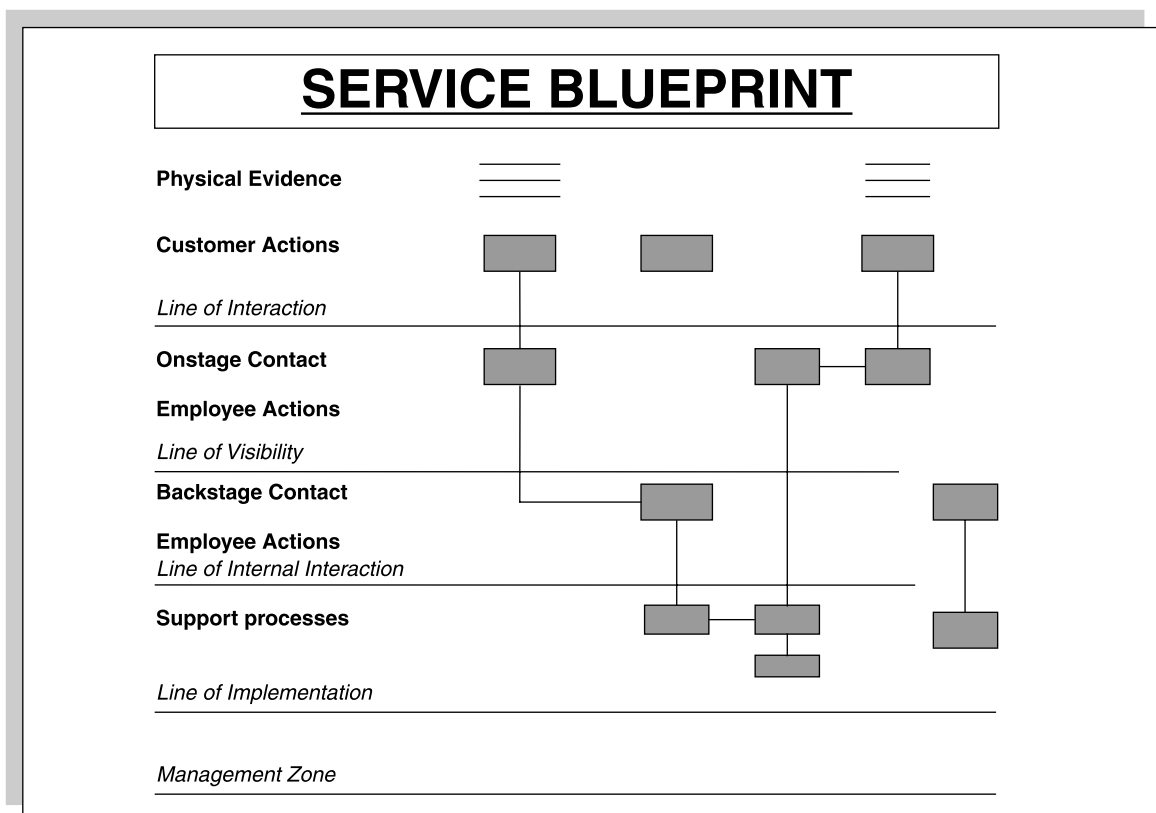 SERVICE BLUEPRINT
Physical Evidence
Customer Actions
Line of Interaction
Onstage Contact
Employee Actions
Line of Visibility
Backstage Contact
Employee Actions
Line of Internal Interaction
Support processes
Line of Implementation
Management Zone